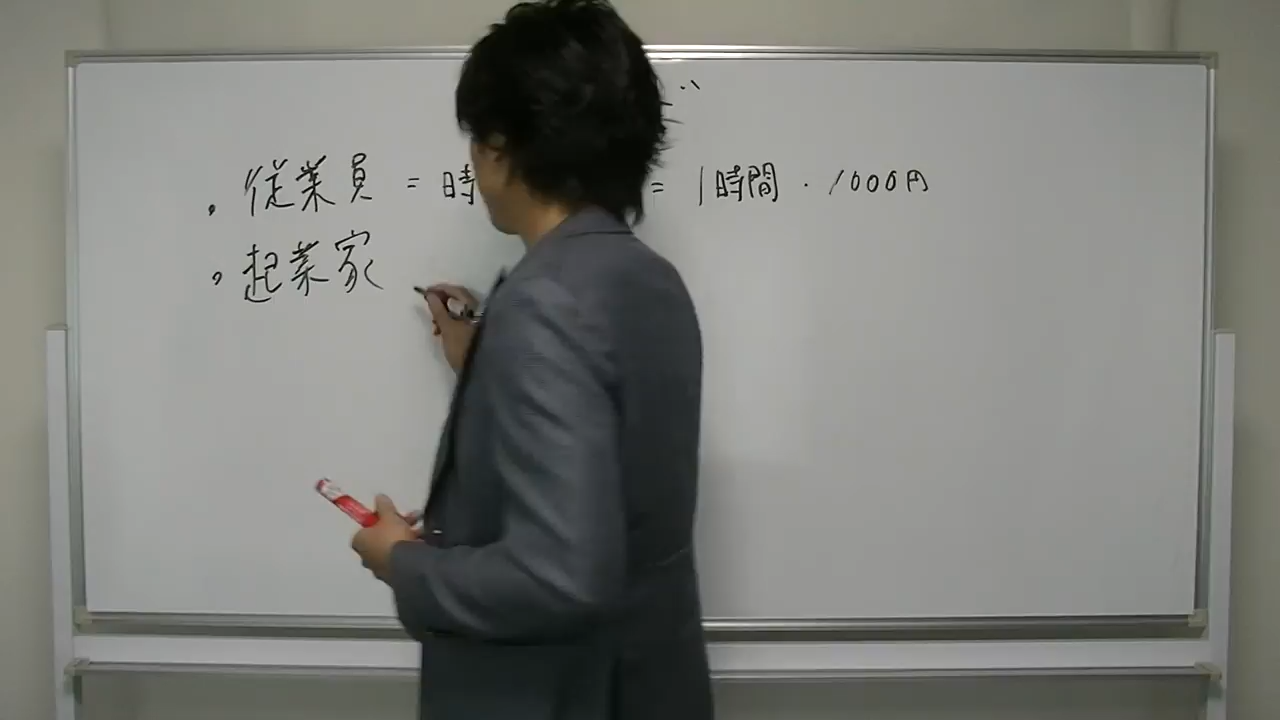 ・従業員 = 時 = 1時間・1000円
・起業家